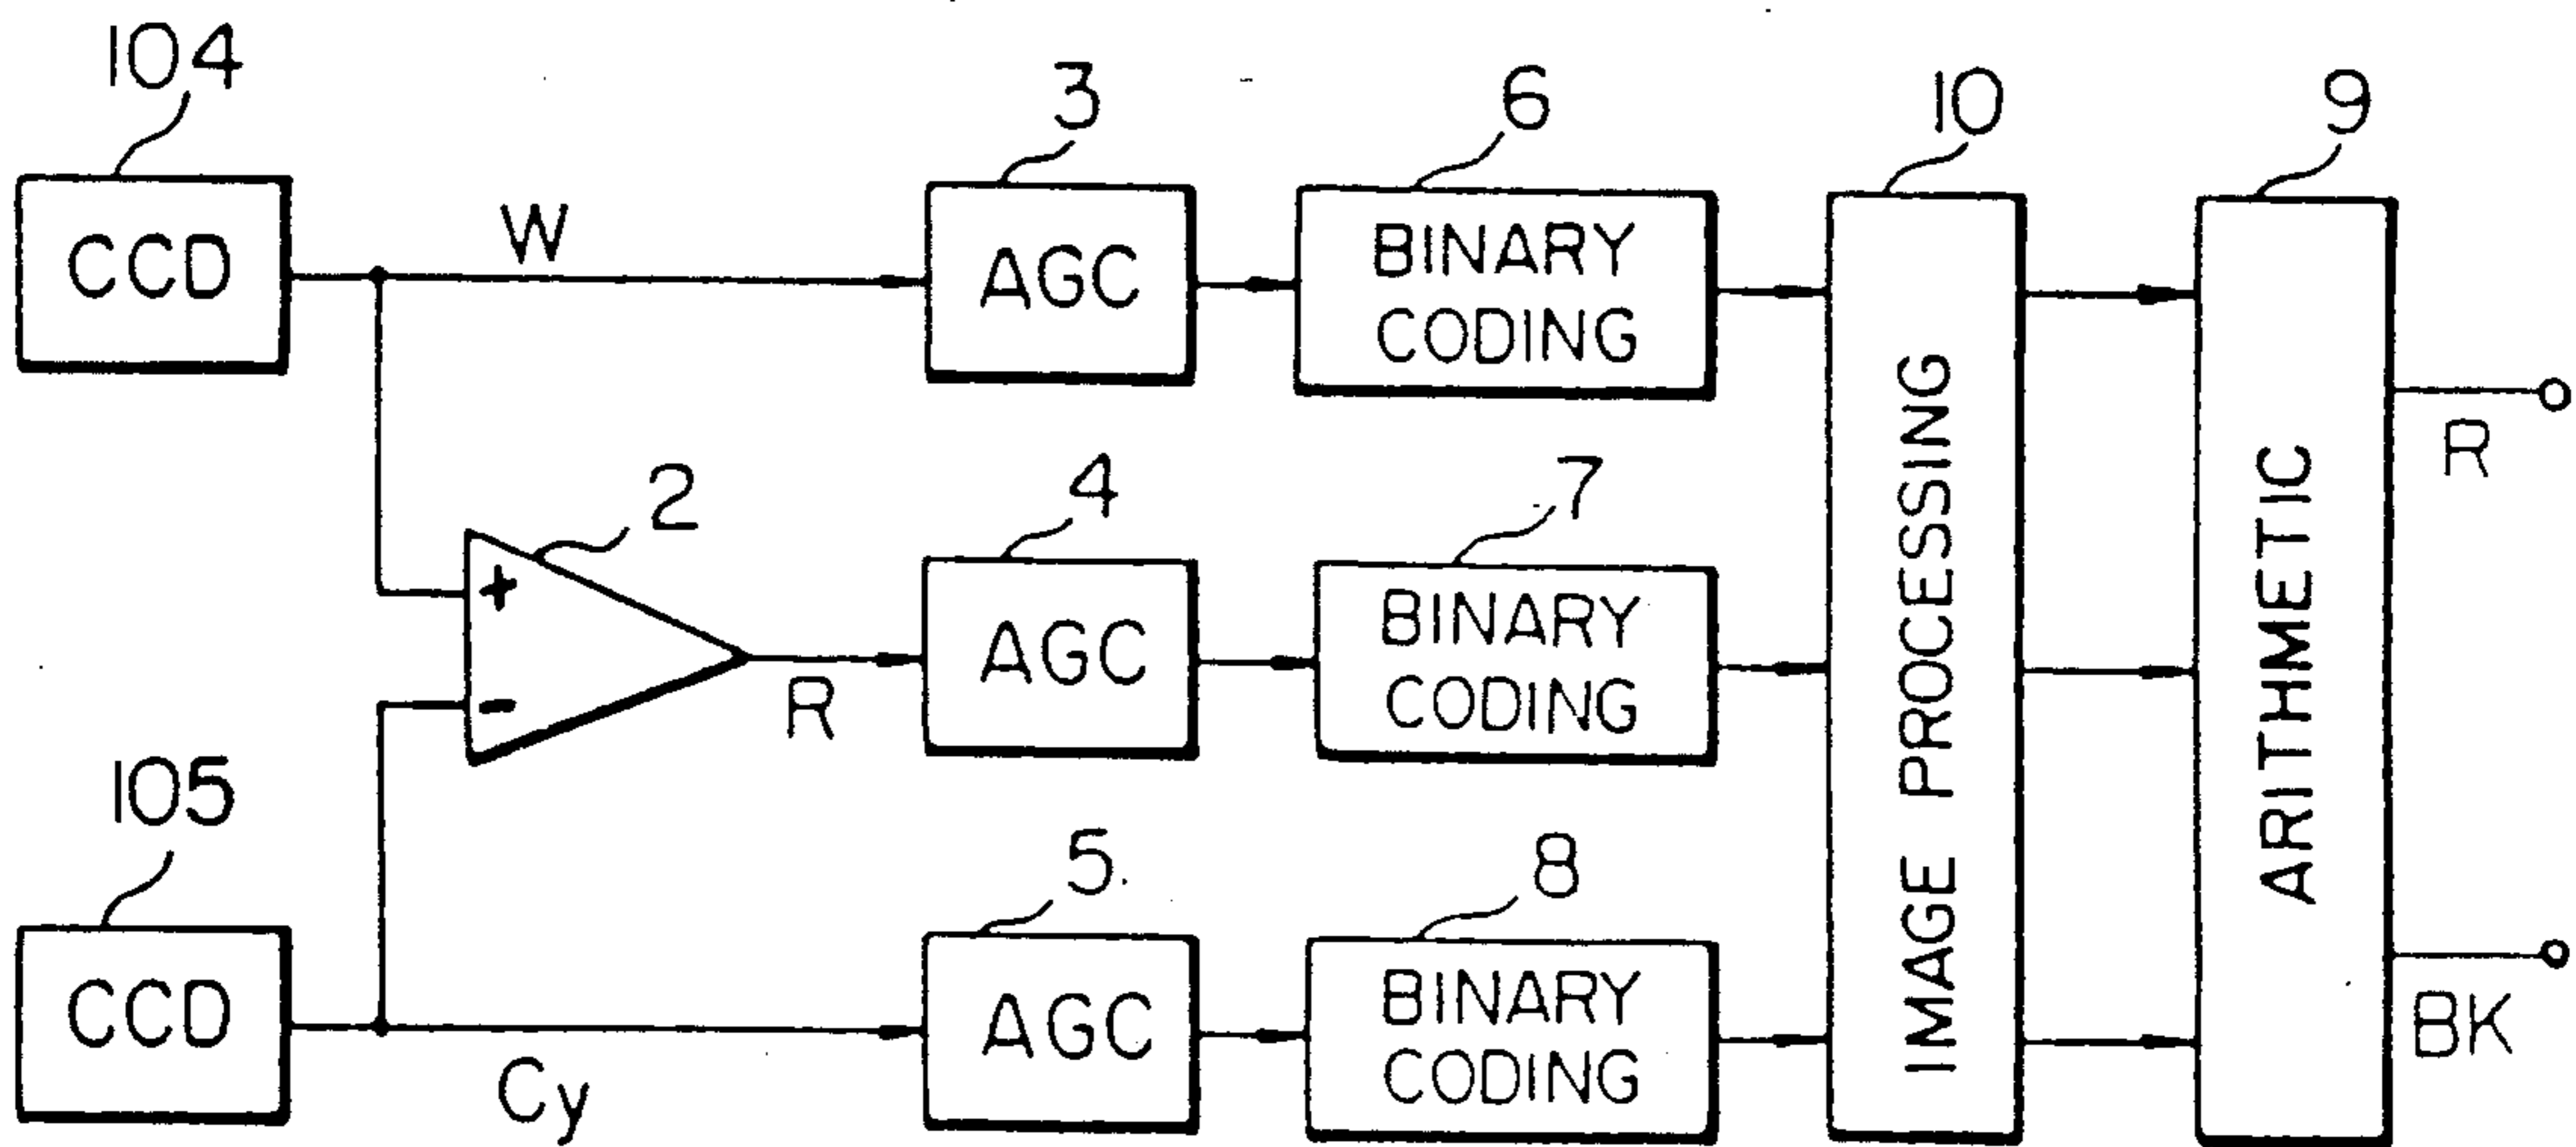 104
3
6
10
9
CCD
W
AGC
BINARY
CODING
R
2
+
-
R
4
AGC
7
BINARY
CODING
IMAGE PROCESSING
ARITHMETIC
105
5
8
CCD
Cy
AGC
BINARY
CODING
BK